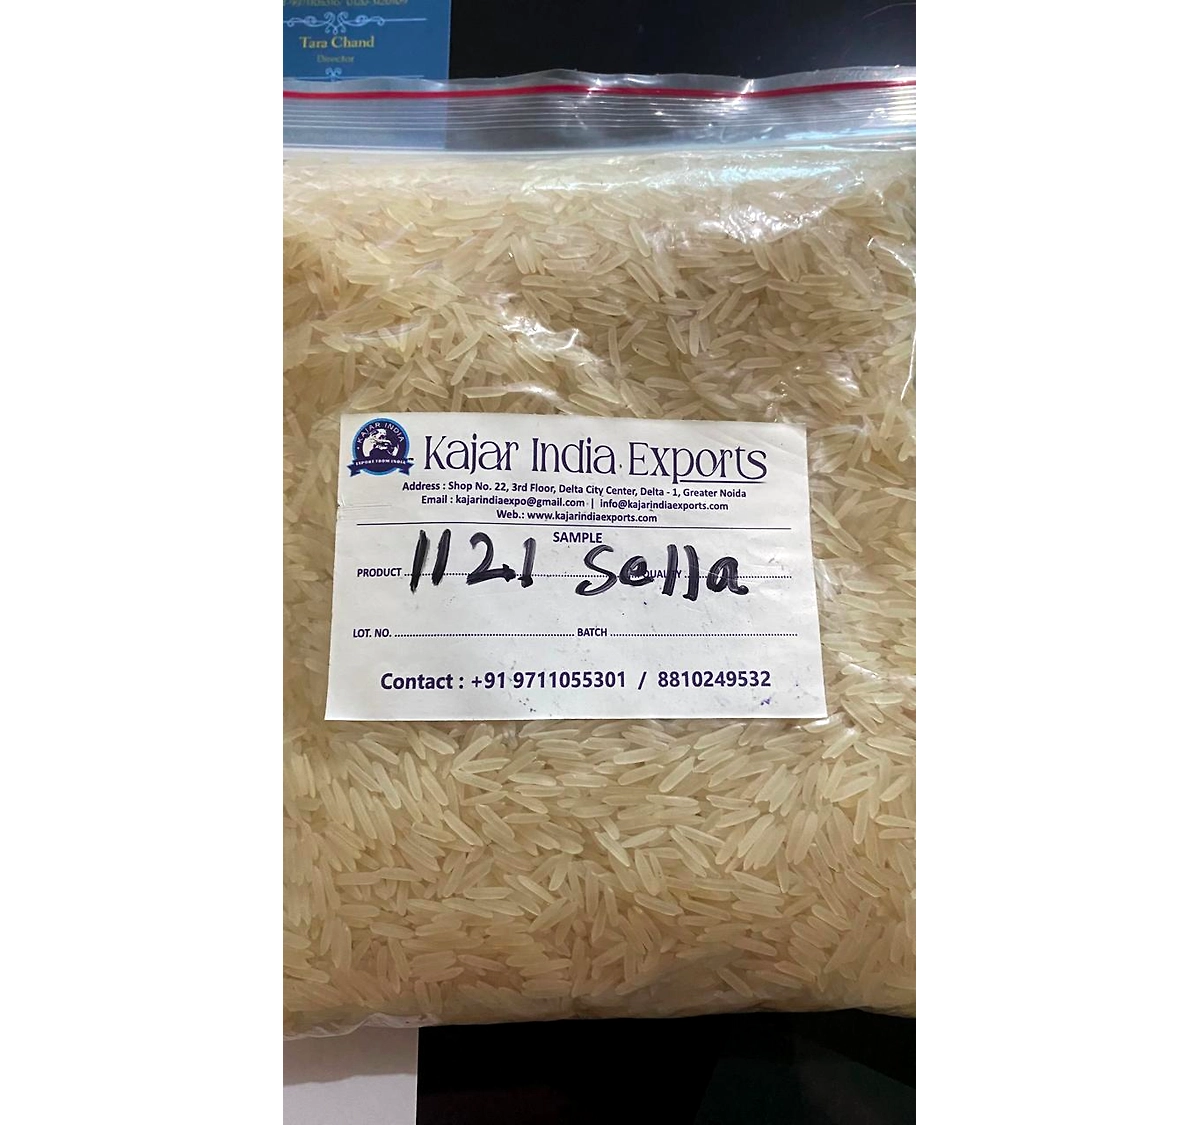 Tara Chand
Director
KAJAR INDIA
EXPORT FROM INDIA
Kajar India Exports
Address : Shop No. 22, 3rd Floor, Delta City Center, Delta - 1, Greater Noida
Email : kajarindiaexpo@gmail.com | info@kajarindiaexports.com
Web.: www.kajarindiaexports.com
SAMPLE
PRODUCT 1121 Sella QUALITY
LOT. NO. BATCH
Contact : +91 9711055301 / 8810249532